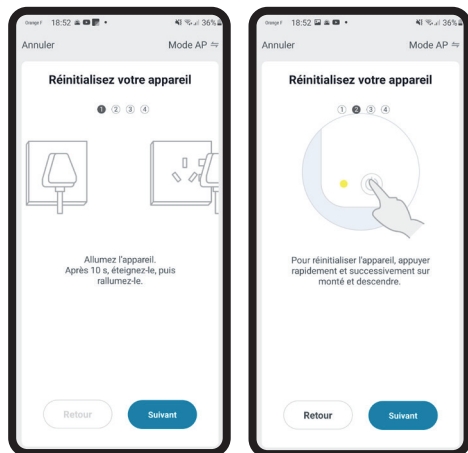 Orange F 18:52
36%
Annuler Mode AP
Réinitialisez votre appareil
1 2 3 4
Allumez l'appareil.
Après 10 s, éteignez-le, puis
rallumez-le.
Retour Suivant
Orange F 18:52
36%
Annuler Mode AP
Réinitialisez votre appareil
1 2 3 4
Pour réinitialiser l'appareil, appuyer
rapidement et successivement sur
monté et descendre.
Retour Suivant